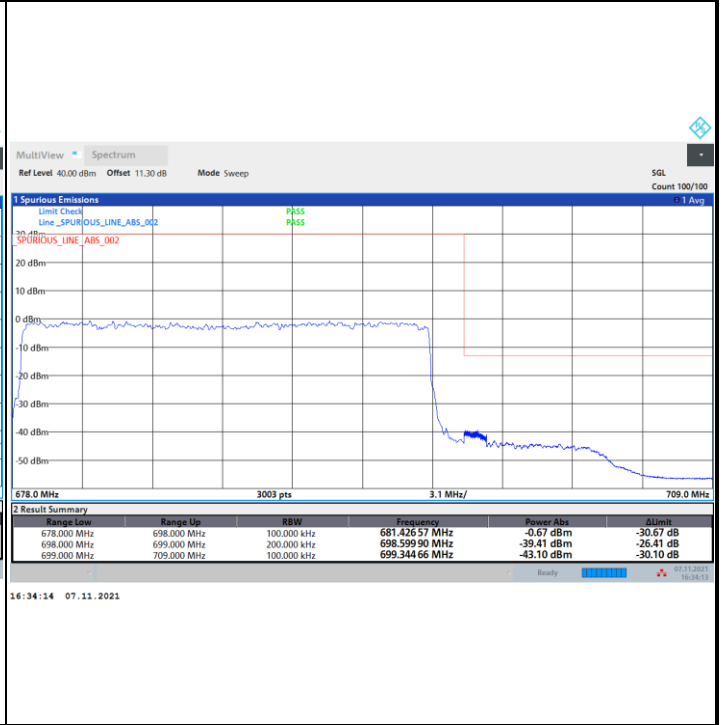 MultiView Spectrum
Ref Level 40.00 dBm Offset 11.30 dB Mode Sweep SGL
Count 100/100
1 Spurious Emissions 1 Avg
Limit Check PASS
Line _SPURIOUS_LINE_ABS_002 PASS
30 dBm
_SPURIOUS_LINE_ABS_002
20 dBm
10 dBm
0 dBm
-10 dBm
-20 dBm
-30 dBm
-40 dBm
-50 dBm
678.0 MHz 3003 pts 3.1 MHz/ 709.0 MHz
2 Result Summary
Range Low Range Up RBW Frequency Power Abs ΔLimit
678.000 MHz 698.000 MHz 100.000 kHz 681.426 57 MHz -0.67 dBm -30.67 dB
698.000 MHz 699.000 MHz 200.000 kHz 698.599 90 MHz -39.41 dBm -26.41 dB
699.000 MHz 709.000 MHz 100.000 kHz 699.344 66 MHz -43.10 dBm -30.10 dB
Ready 07.11.2021
16:34:13
16:34:14 07.11.2021